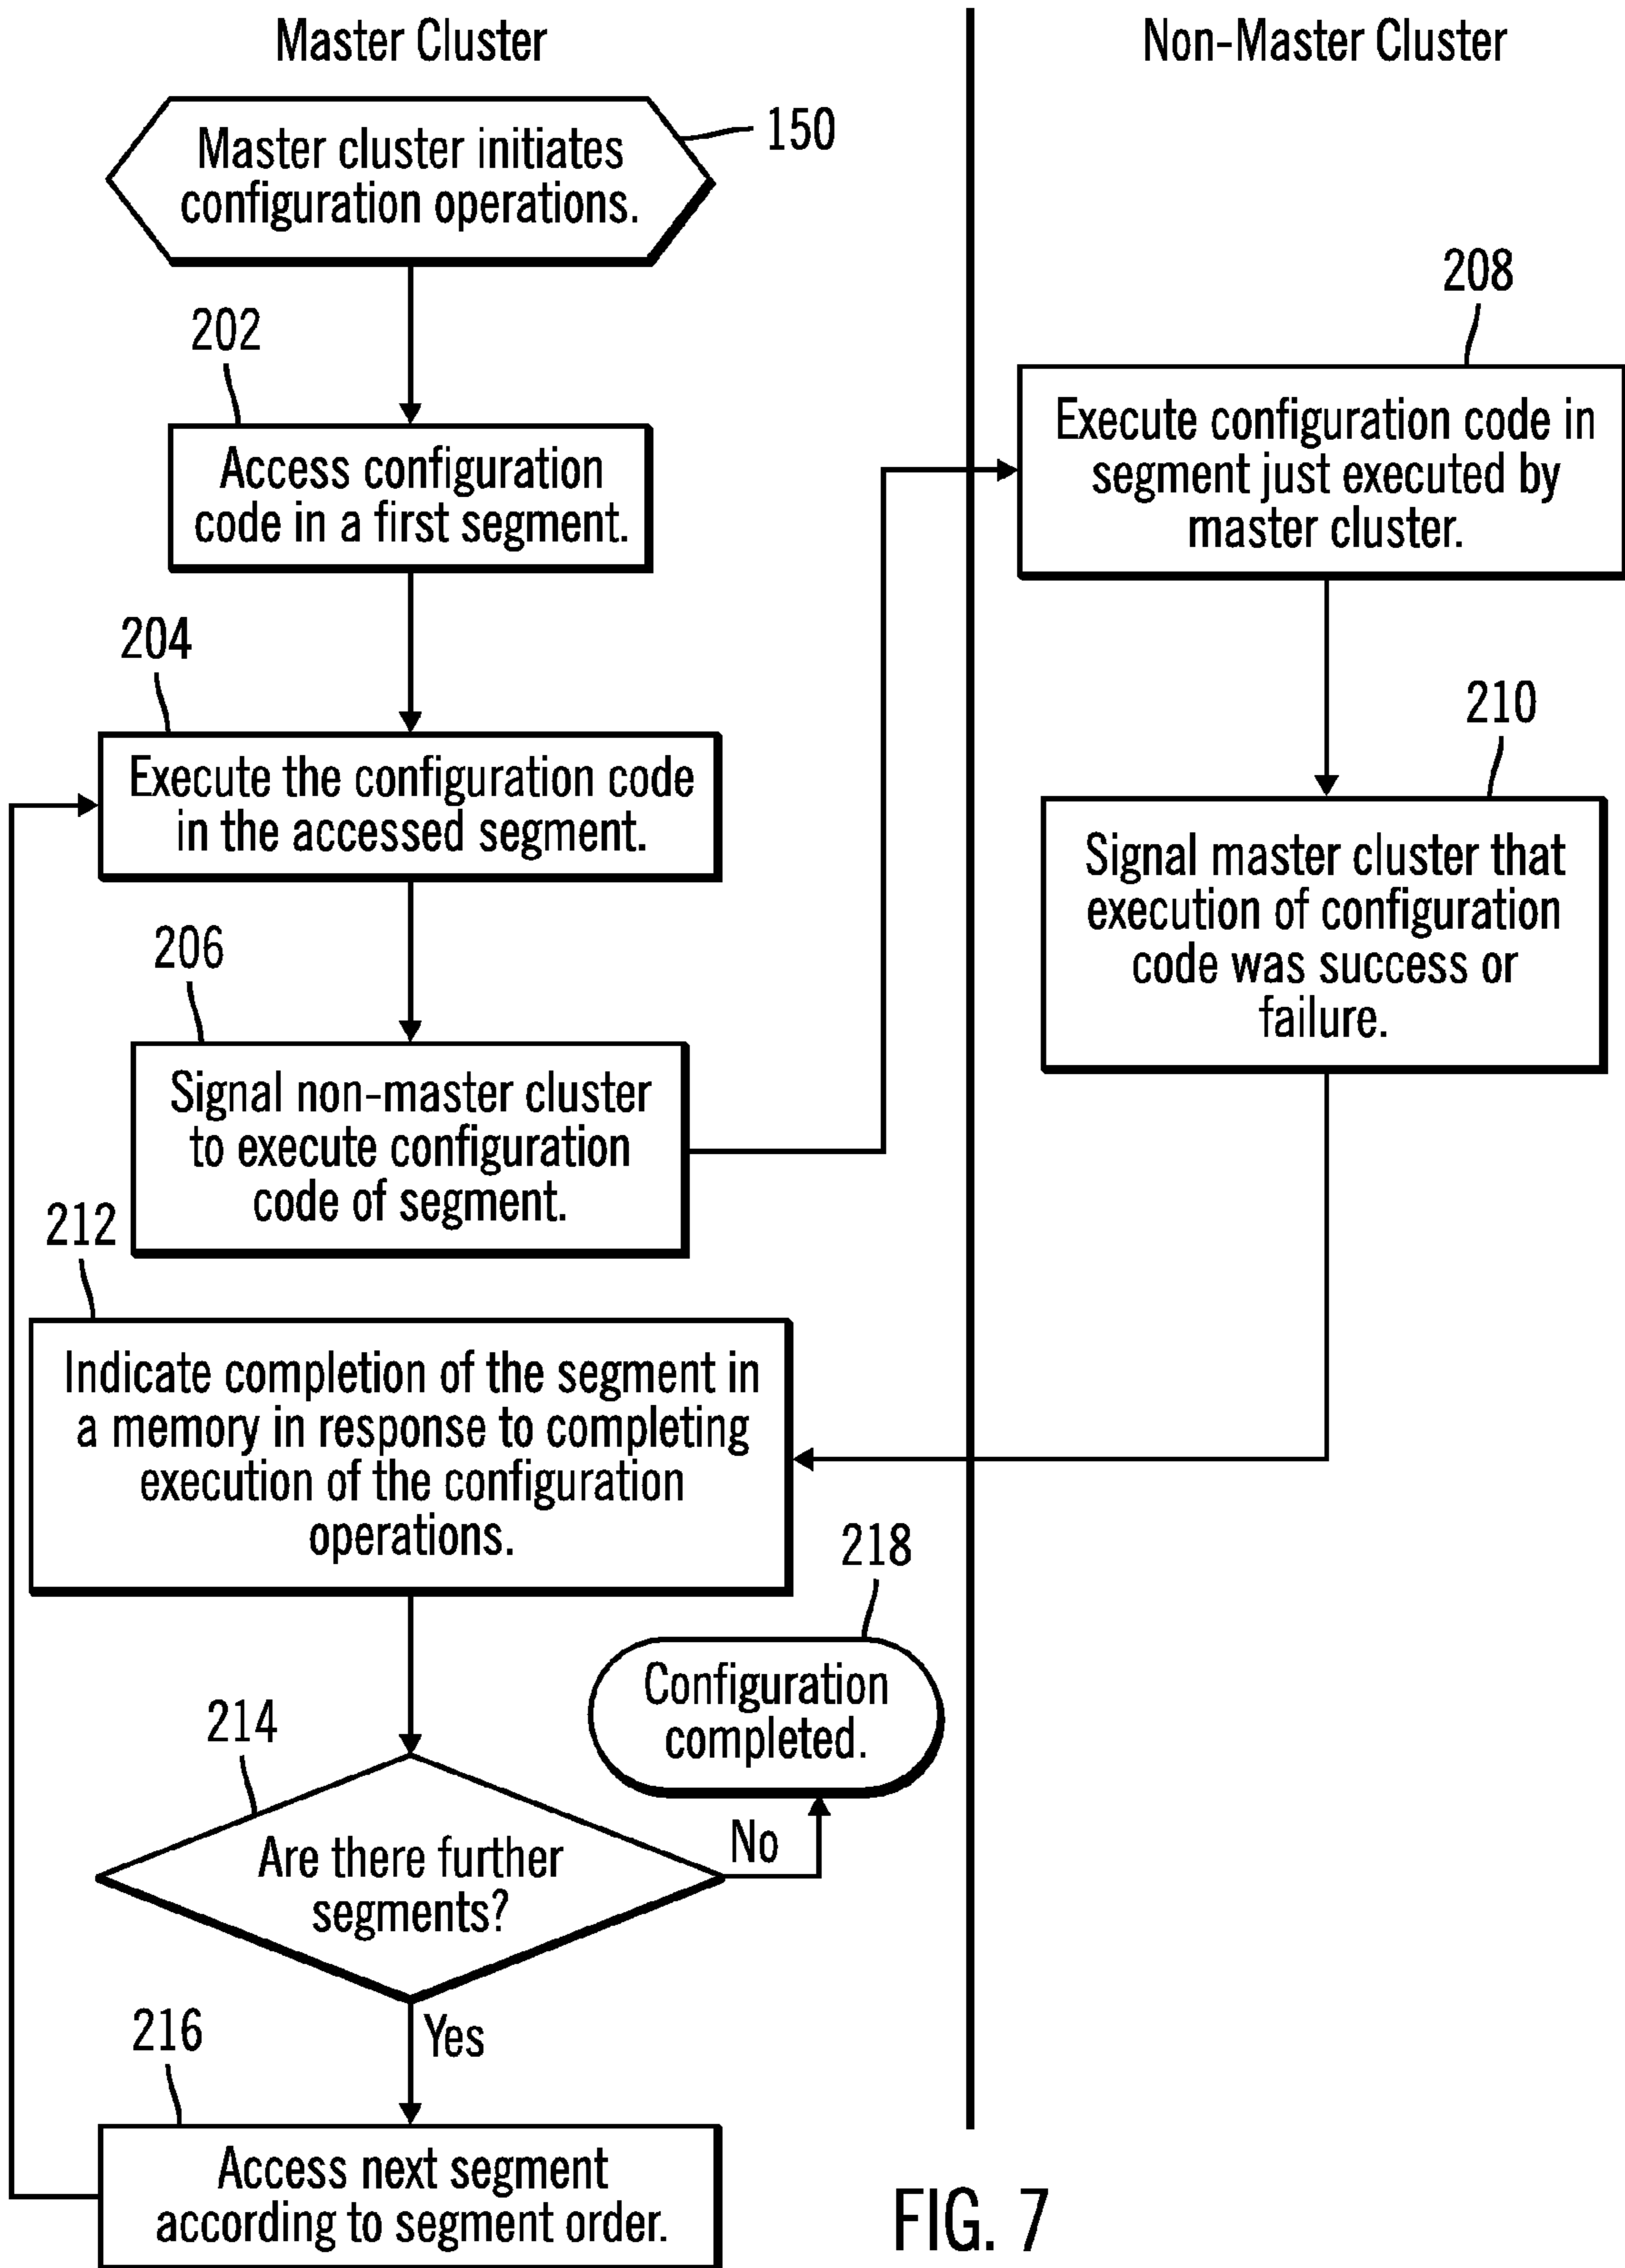 Master Cluster
Non-Master Cluster
Master cluster initiates
configuration operations.
150
202
Access configuration
code in a first segment.
204
Execute the configuration code
in the accessed segment.
206
Signal non-master cluster
to execute configuration
code of segment.
208
Execute configuration code in
segment just executed by
master cluster.
210
Signal master cluster that
execution of configuration
code was success or
failure.
212
Indicate completion of the segment in
a memory in response to completing
execution of the configuration
operations.
214
Are there further
segments?
No
218
Configuration
completed.
Yes
216
Access next segment
according to segment order.
FIG. 7